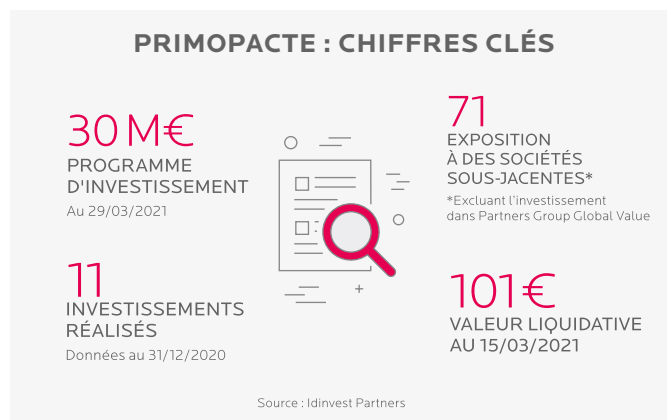 PRIMOPACTE : CHIFFRES CLÉS
30 M€
PROGRAMME
D'INVESTISSEMENT
Au 29/03/2021
11
INVESTISSEMENTS
RÉALISÉS
Données au 31/12/2020
71
EXPOSITION
À DES SOCIÉTÉS
SOUS-JACENTES*
*Excluant l'investissement
dans Partners Group Global Value
101€
VALEUR LIQUIDATIVE
AU 15/03/2021
Source : Idinvest Partners